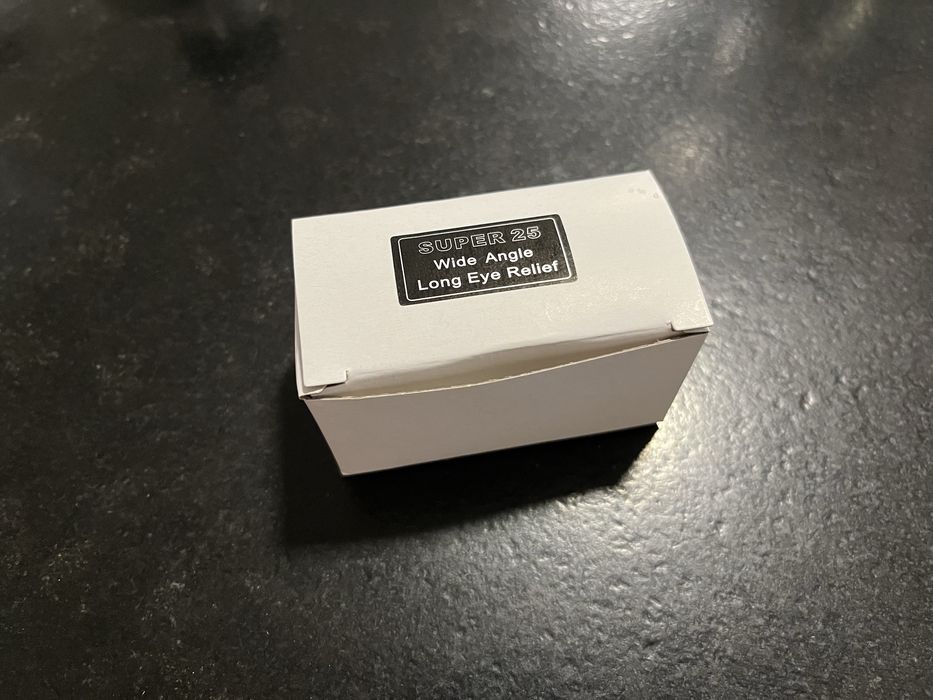 SUPER 25
Wide Angle
Long Eye Relief